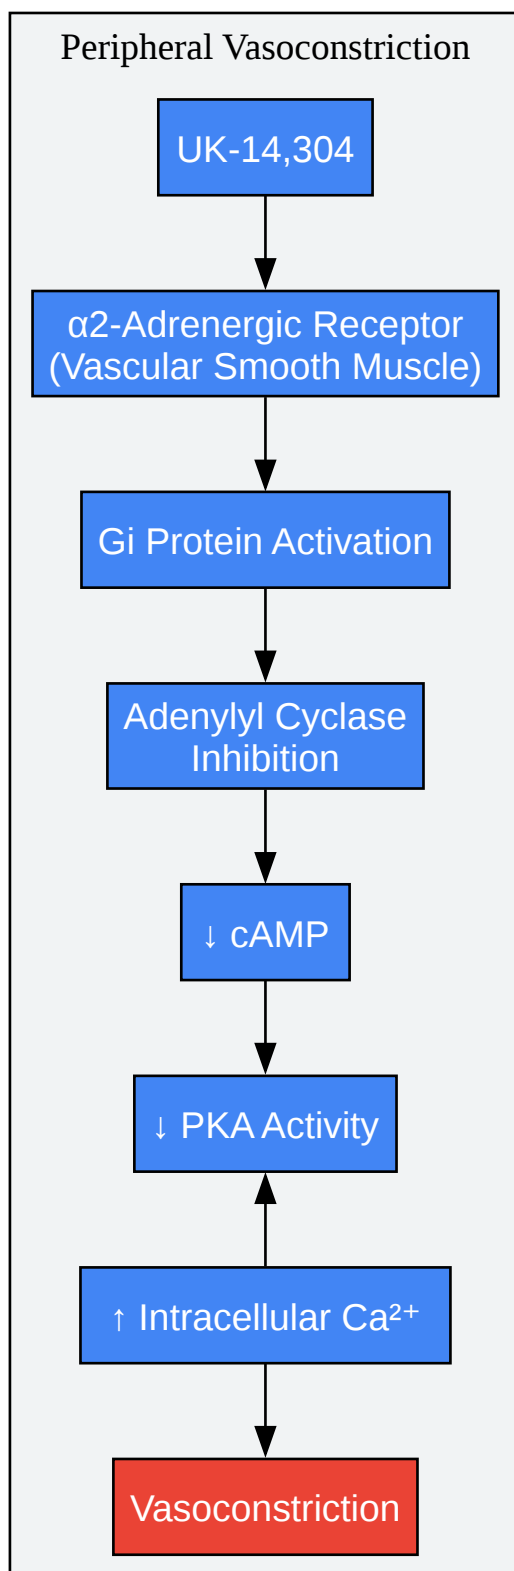 Peripheral Vasoconstriction
UK-14,304
α2-Adrenergic Receptor
(Vascular Smooth Muscle)
Gi Protein Activation
Adenylyl Cyclase
Inhibition
↓ cAMP
↓ PKA Activity
↑ Intracellular Ca²⁺
Vasoconstriction